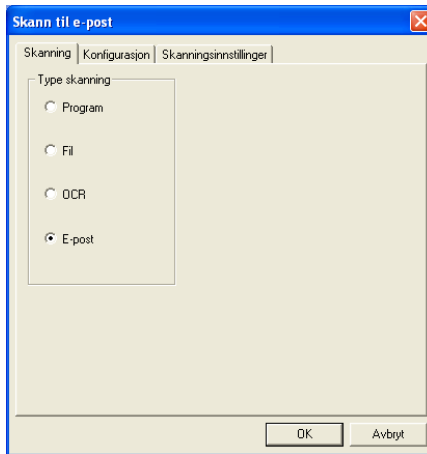 Skann til e-post
Skanning Konfigurasjon Skanningsinnstillinger
Type skanning
Program
Fil
OCR
E-post
OK Avbryt